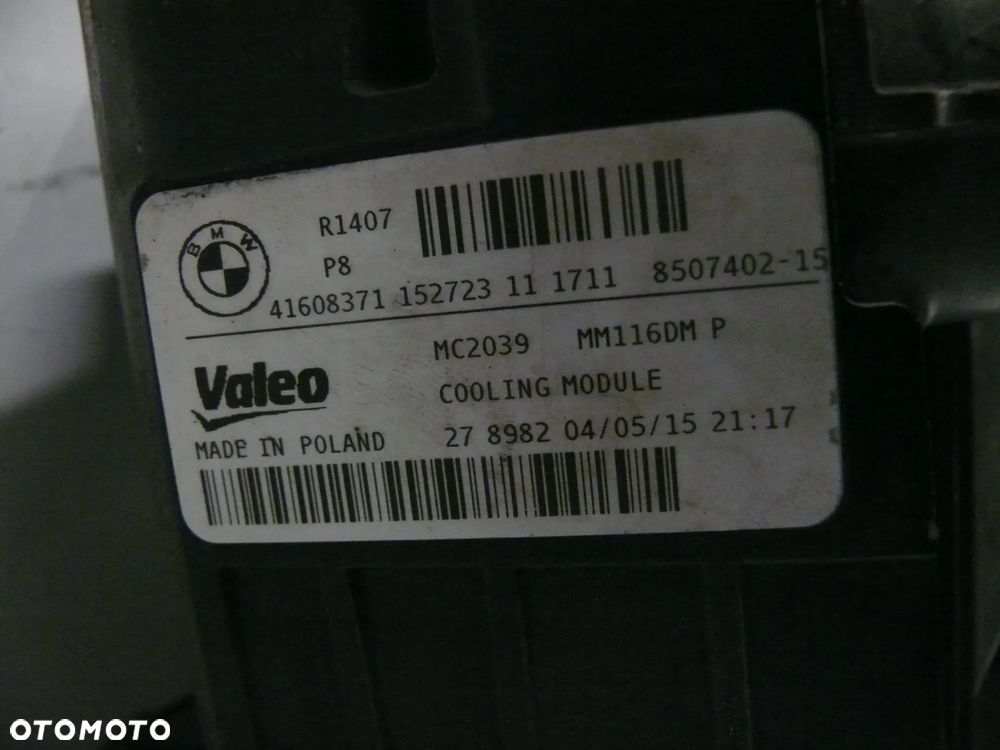 BMW
R1407
P8
41608371 152723 11 1711 8507402-15
MC2039 MM116DM P
Valeo
COOLING MODULE
MADE IN POLAND 27 8982 04/05/15 21:17
OTOMOTO